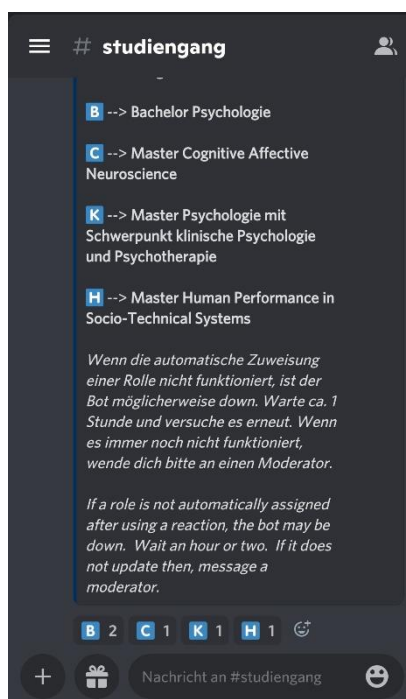 # studiengang
B --> Bachelor Psychologie
C --> Master Cognitive Affective
Neuroscience
K --> Master Psychologie mit
Schwerpunkt klinische Psychologie
und Psychotherapie
H --> Master Human Performance in
Socio-Technical Systems
Wenn die automatische Zuweisung
einer Rolle nicht funktioniert, ist der
Bot möglicherweise down. Warte ca. 1
Stunde und versuche es erneut. Wenn
es immer noch nicht funktioniert,
wende dich bitte an einen Moderator.
If a role is not automatically assigned
after using a reaction, the bot may be
down. Wait an hour or two. If it does
not update then, message a
moderator.
B 2 C 1 K 1 H 1
Nachricht an #studiengang